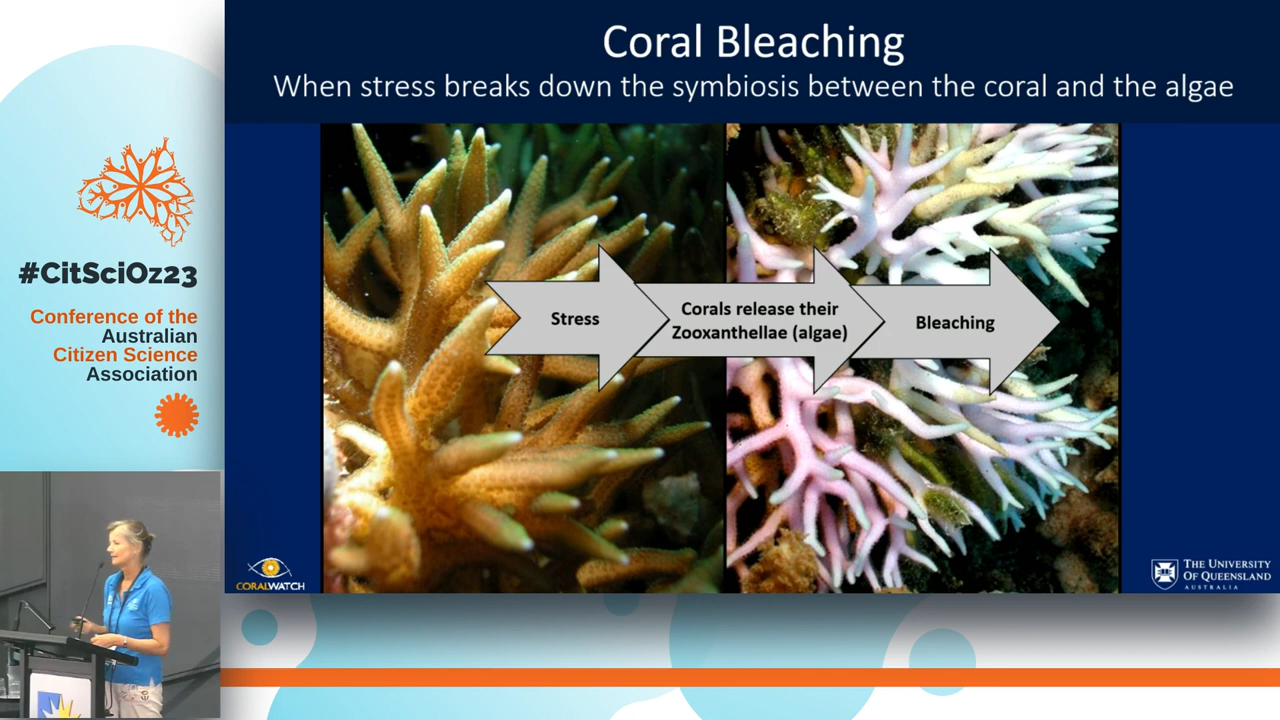 Coral Bleaching
When stress breaks down the symbiosis between the coral and the algae
#CitSciOz23
Conference of the
Australian
Citizen Science
Association
Stress
Corals release their
Zooxanthellae (algae)
Bleaching
CORALWATCH
THE UNIVERSITY
OF QUEENSLAND
AUSTRALIA